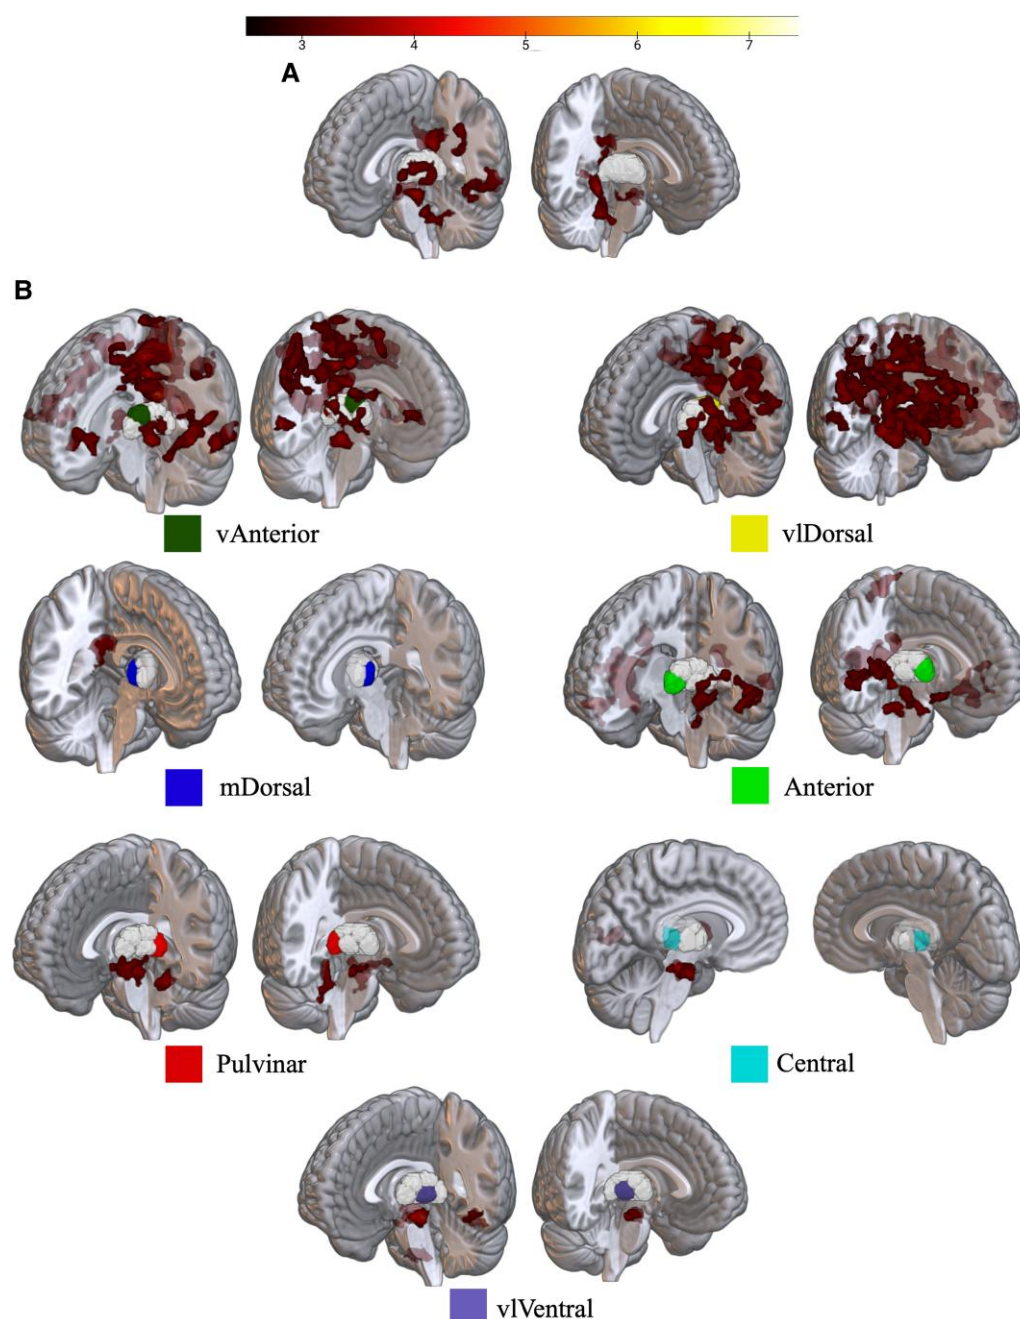 3 4 5 6 7
A
B
vAnterior vlDorsal
mDorsal Anterior
Pulvinar Central
vlVentral